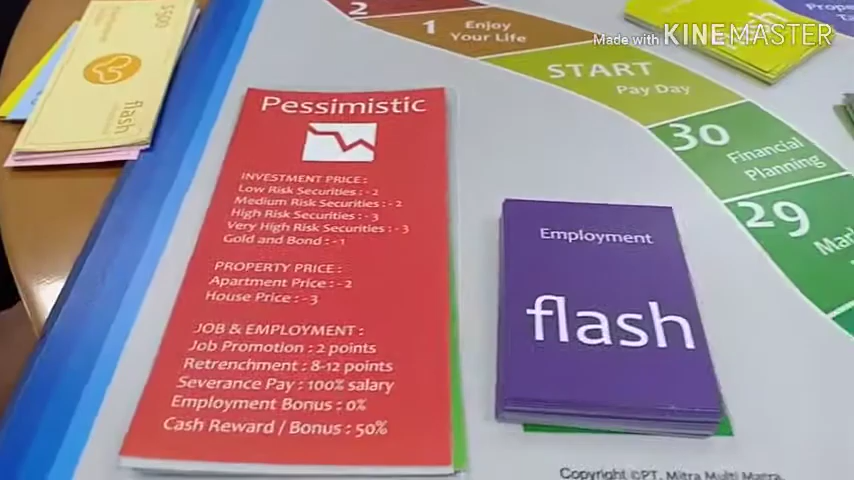 $500
flash
2
1 Enjoy
Your Life
START
Pay Day
30
Financial
Planning
29
Made with KINEMASTER
Pessimistic
INVESTMENT PRICE:
Low Risk Securities : - 2
Medium Risk Securities : - 2
High Risk Securities : - 3
Very High Risk Securities : - 3
Gold and Bond : - 1
PROPERTY PRICE :
Apartment Price : - 2
House Price : - 3
JOB & EMPLOYMENT :
Job Promotion : 2 points
Retrenchment : 8-12 points
Severance Pay : 100% salary
Employment Bonus : 0%
Cash Reward / Bonus : 50%
Employment
flash
Copyright ©PT. Mitra Multi